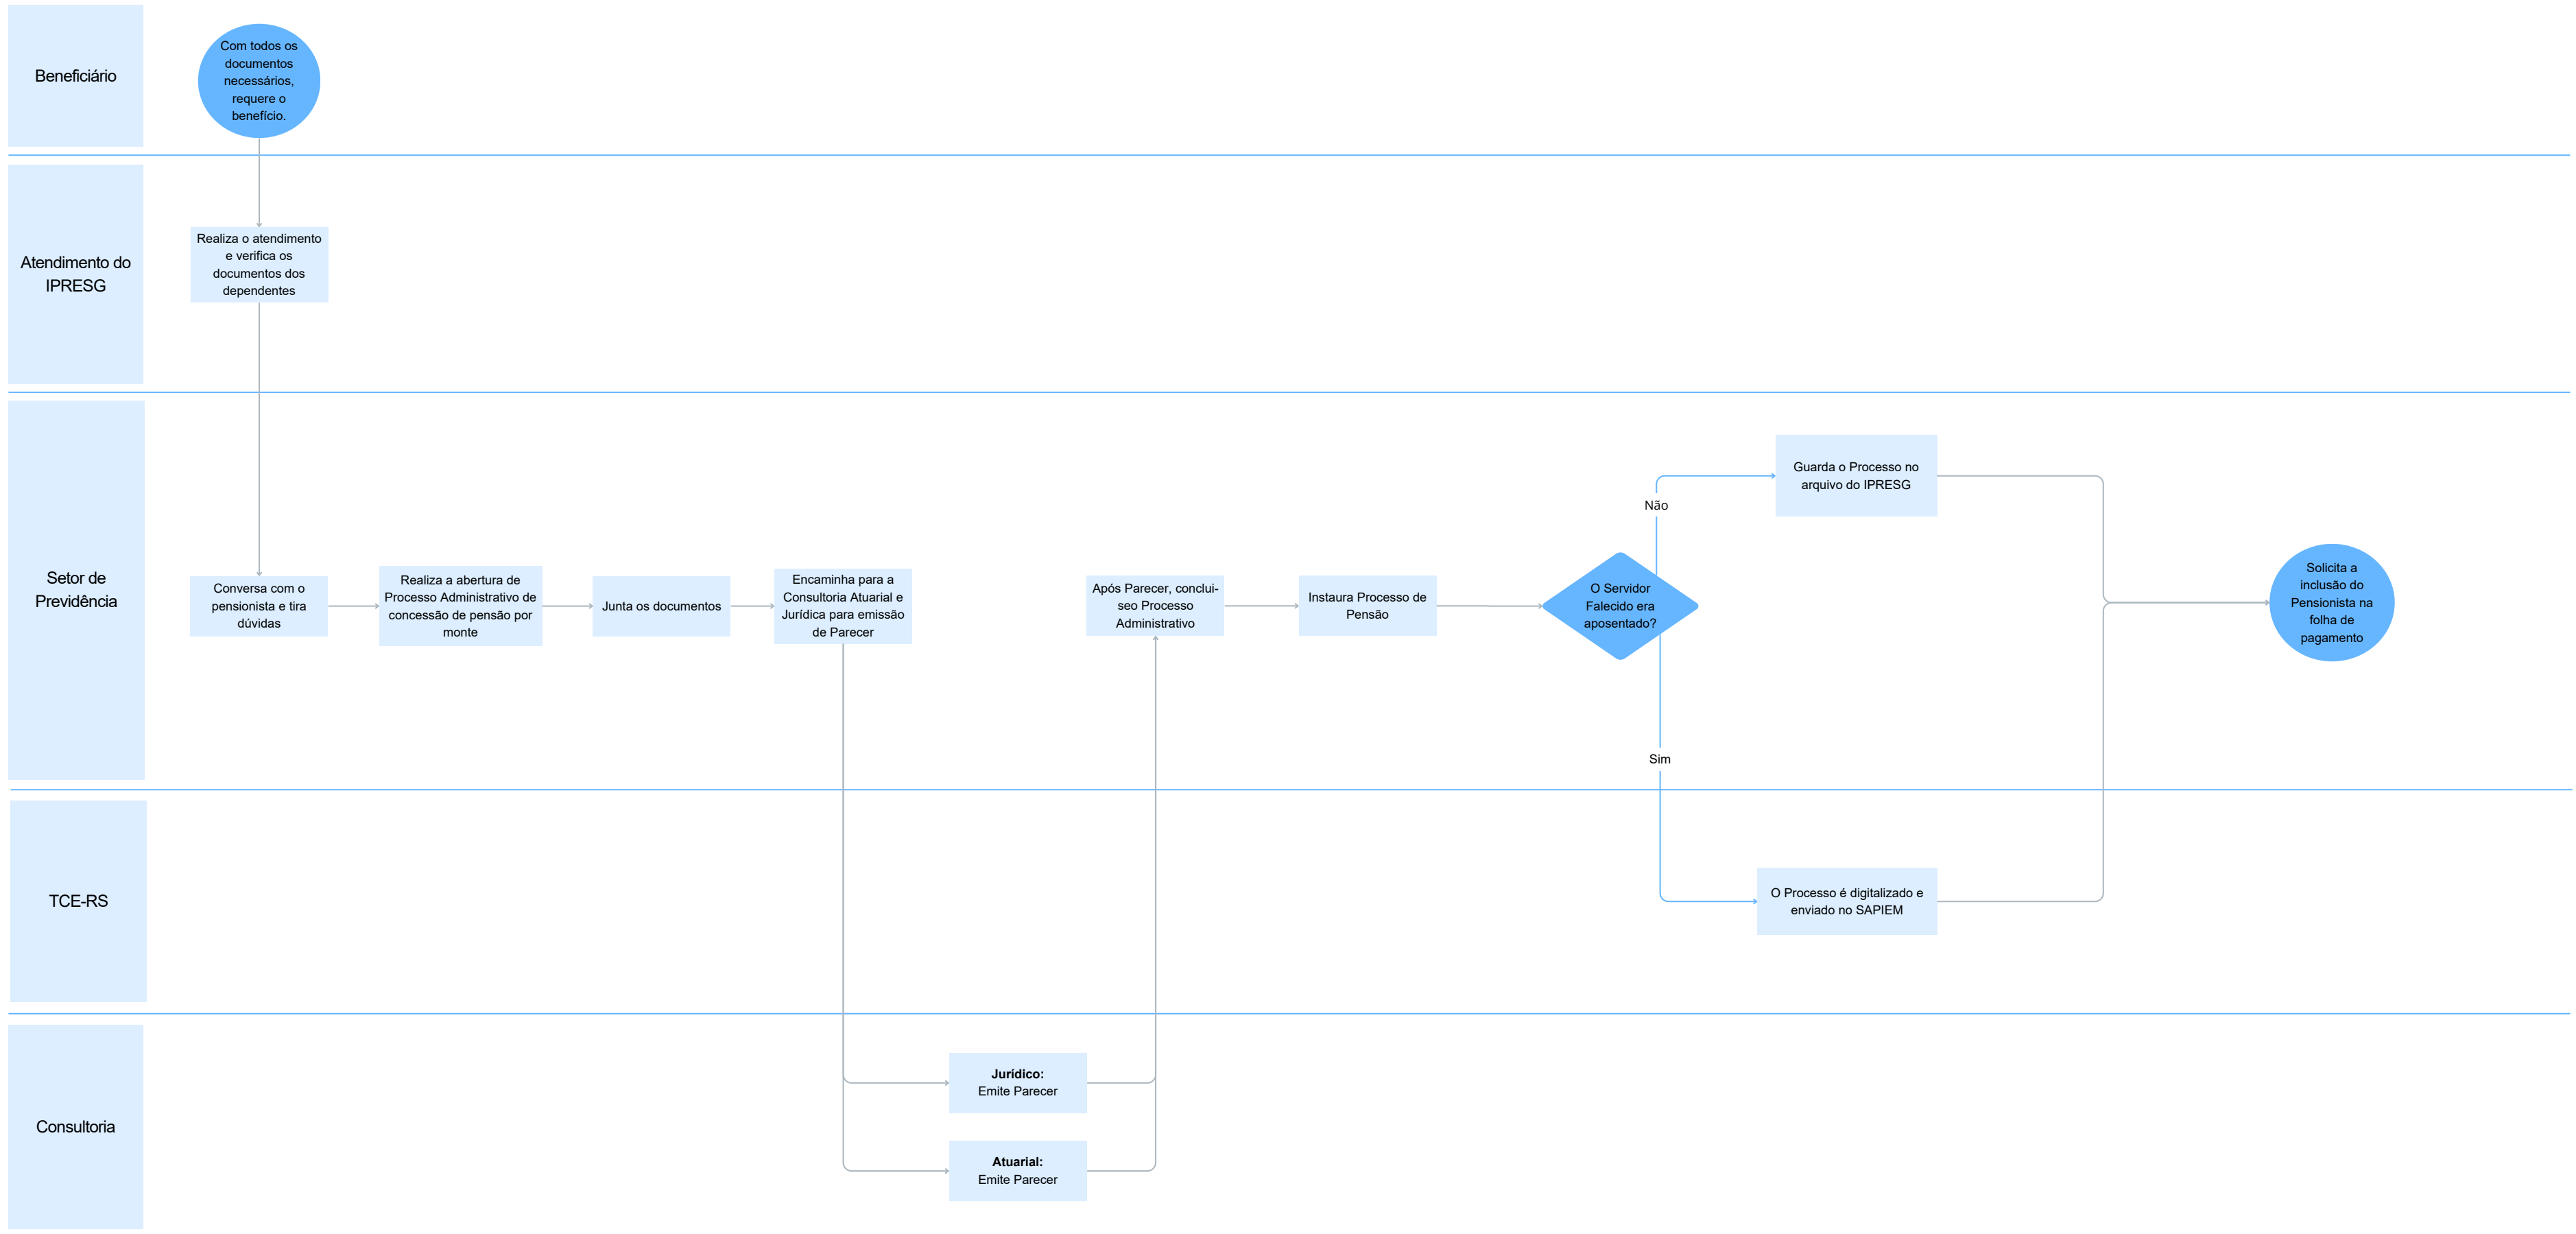 Beneficiário
Com todos os
documentos
necessários,
requere o
benefício.
Atendimento do
IPRESG
Realiza o atendimento
e verifica os
documentos dos
dependentes
Setor de
Previdência
Conversa com o
pensionista e tira
dúvidas
Realiza a abertura de
Processo Administrativo de
concessão de pensão por
monte
Junta os documentos
Encaminha para a
Consultoria Atuarial e
Jurídica para emissão
de Parecer
Após Parecer, conclui-
seo Processo
Administrativo
Instaura Processo de
Pensão
O Servidor
Falecido era
aposentado?
Não
Guarda o Processo no
arquivo do IPRESG
Sim
Solicita a
inclusão do
Pensionista na
folha de
pagamento
TCE-RS
O Processo é digitalizado e
enviado no SAPIEM
Consultoria
Jurídico:
Emite Parecer
Atuarial:
Emite Parecer